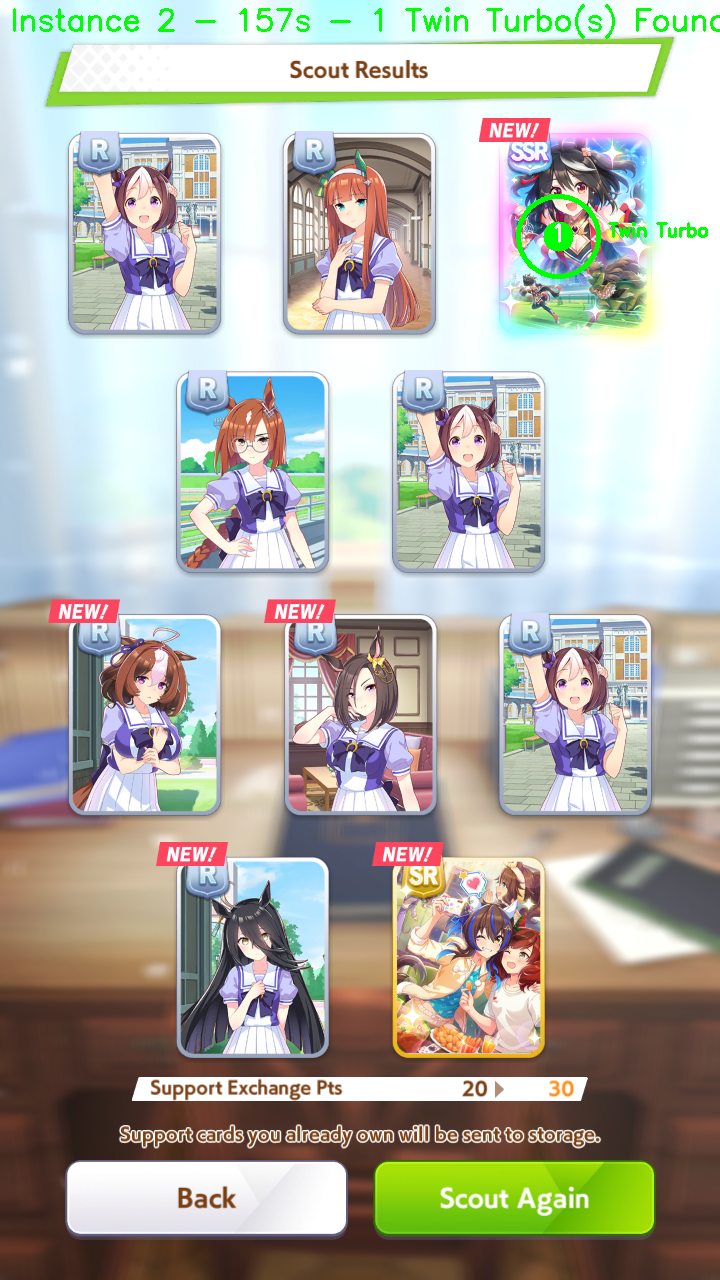 Instance 2 - 157s - 1 Twin Turbo(s) Found
Scout Results
R
R
NEW!
SSR
1
Twin Turbo
R
R
NEW!
R
NEW!
R
R
NEW!
R
NEW!
SR
Support Exchange Pts 20 30
Support cards you already own will be sent to storage.
Back
Scout Again